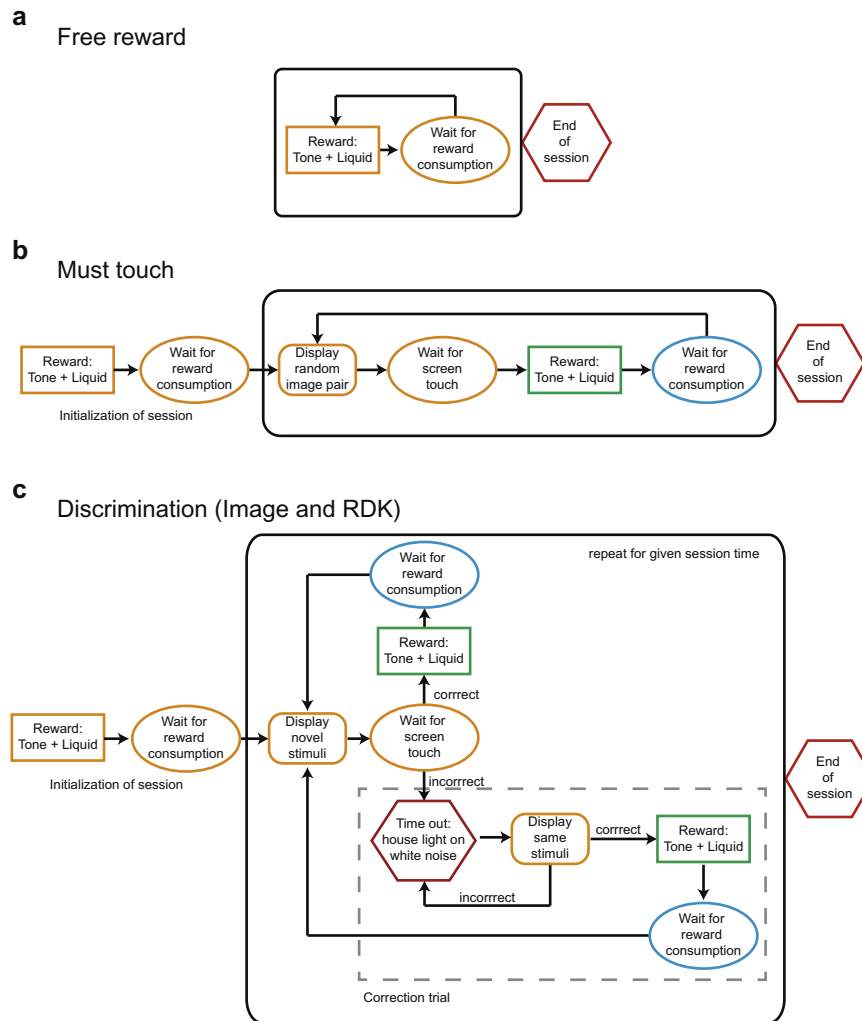 a
Free reward
Reward:
Tone + Liquid
Wait for
reward
consumption
End
of
session
b
Must touch
Reward:
Tone + Liquid
Initialization of session
Wait for
reward
consumption
Display
random
image pair
Wait for
screen
touch
Reward:
Tone + Liquid
Wait for
reward
consumption
End
of
session
c
Discrimination (Image and RDK)
repeat for given session time
Wait for
reward
consumption
Reward:
Tone + Liquid
corrrect
Reward:
Tone + Liquid
Initialization of session
Wait for
reward
consumption
Display
novel
stimuli
Wait for
screen
touch
incorrrect
Time out:
house light on
white noise
Display
same
stimuli
corrrect
incorrrect
Reward:
Tone + Liquid
Wait for
reward
consumption
Correction trial
End
of
session